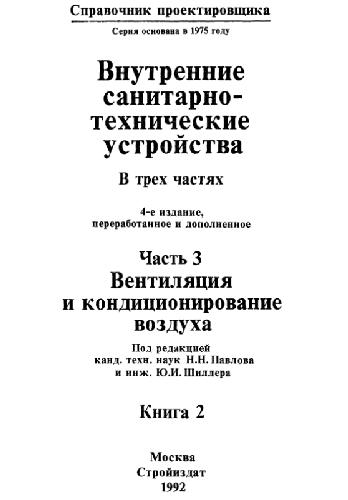 Справочник проектировщика
Серия основана в 1975 году
Внутренние
санитарно-
технические
устройства
В трех частях
4-е издание,
переработанное и дополненное
Часть 3
Вентиляция
и кондиционирование
воздуха
Под редакцией
канд. техн. наук Н.Н. Павлова
и инж. Ю.И. Шиллера
Книга 2
Москва
Стройиздат
1992